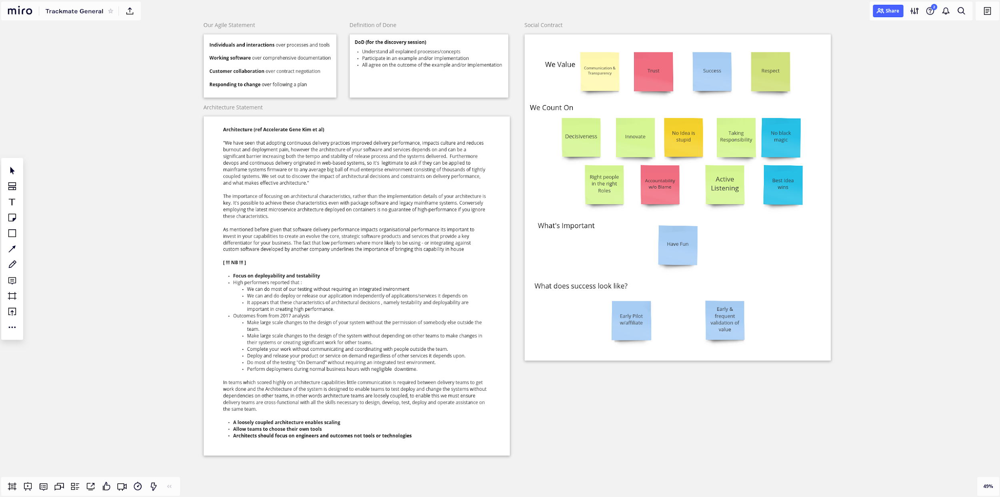 miro
Trackmate General
Share
2
Our Agile Statement
Individuals and interactions over processes and tools
Working software over comprehensive documentation
Customer collaboration over contract negotiation
Responding to change over following a plan
Definition of Done
DoD (for the discovery session)
Understand all explained processes/concepts
Participate in an example and/or implementation
All agree on the outcome of the example and/or implementation
Architecture Statement
Architecture (ref Accelerate Gene Kim et al)
"We have seen that adopting continuous delivery practices improved delivery performance, impacts culture and reduces
burnout and deployment pain, however the architecture of your software and services depends on and can be a
significant barrier increasing both the tempo and stability of release process and the systems delivered.  Furthermore
devops and continuous delivery originated in web-based systems, so it's  legitimate to ask if they can be applied to
mainframe systems firmware or to any average big ball of mud enterprise environment consisting of thousands of tightly
coupled systems. We set out to discover the impact of architectural decisions and constraints on delivery performance,
and what makes effective architecture."
The importance of focusing on architectural characteristics, rather than the implementation details of your architecture is
key. It's possible to achieve these characteristics even with package software and legacy mainframe systems. Conversely
employing the latest microservice architecture deployed on containers is no guarantee of high-performance if you ignore
these characteristics.
As mentioned before given that software delivery performance impacts organisational performance its important to
invest in your capabilities to create an evolve the core, strategic software products and services that provide a key
differentiator for your business. The fact that low performers where more likely to be using - or integrating against
custom software developed by another company underlines the importance of bringing this capability in house
[ !!! NB !!! ]
Focus on deployability and testability
High performers reported that :
We can do most of our testing without requiring an integrated invironment
We can and do deploy or release our application independently of applications/services it depends on
It appears that these characteristics of architectural decisions , namely testability and deployability are
important in creating high performance.
Outcomes from from 2017 analysis
Make large scale changes to the design of your system without the permission of somebody else outside the
team.
Make large scale changes to the design of the system without depending on other teams to make changes in
their systems or creating significant work for other teams.
Complete your work without communicating and coordinating with people outside the team.
Deploy and release your product or service on demand regardless of other services it depends upon.
Do most of the testing "On Demand" without requiring an integrated test environment.
Perform deploymens during normal business hours with negligible  downtime.
In teams which scored highly on architecture capabilities little communication is required between delivery teams to get
work done and the Architecture of the system is designed to enable teams to test deploy and change the systems without
dependencies on other teams, in other words architecture teams are loosely coupled, to enable this we must ensure
delivery teams are cross-functional with all the skills necessary to design, develop, test, deploy and operate assistance on
the same team.
A loosely coupled architecture enables scaling
Allow teams to choose their own tools
Architects should focus on engineers and outcomes not tools or technologies
Social Contract
We Value
Communication &
Transparency
Trust
Success
Respect
We Count On
Decisiveness
Innovate
No Idea is
stupid
Taking
Responsibility
No black
magic
Right people
in the right
Roles
Accountability
w/o Blame
Active
Listening
Best Idea
wins
What's Important
Have Fun
What does success look like?
Early Pilot
w/affiliate
Early &
frequent
validation of
value
49%